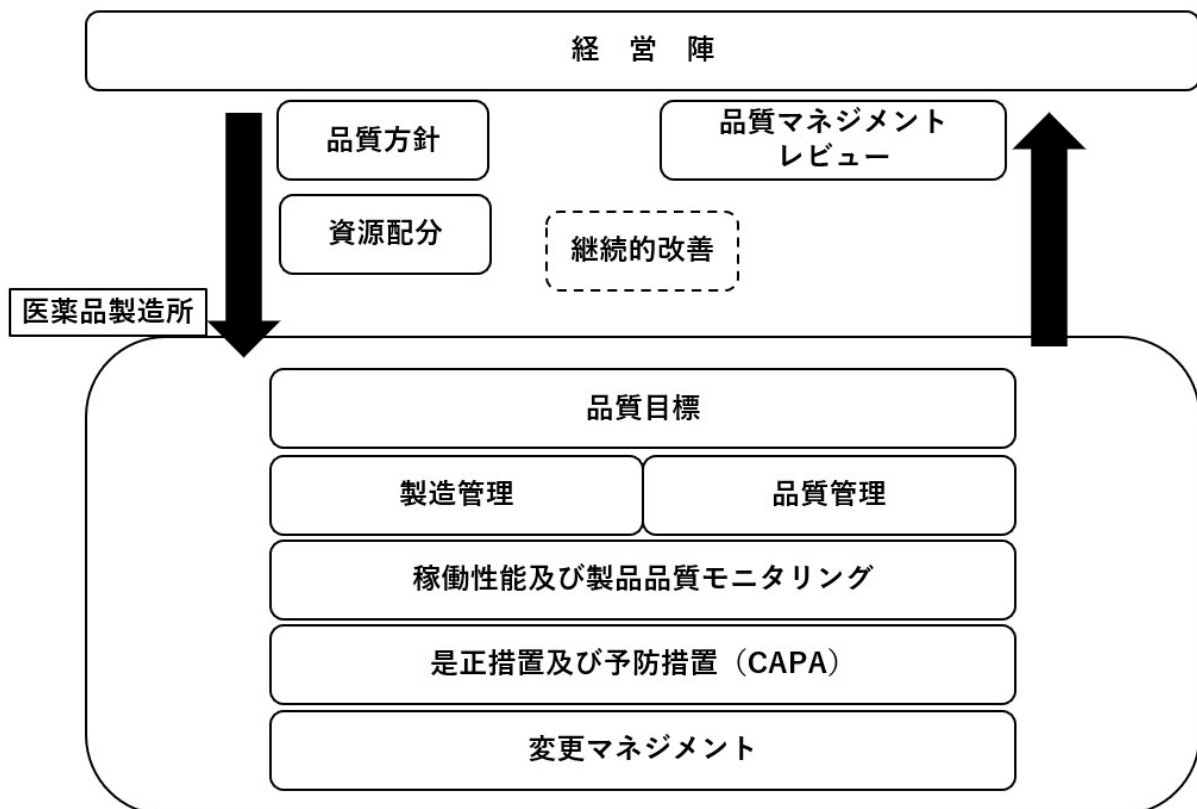 経　営　陣
品質方針
品質マネジメント
レビュー
資源配分
継続的改善
医薬品製造所
品質目標
製造管理
品質管理
稼働性能及び製品品質モニタリング
是正措置及び予防措置（CAPA）
変更マネジメント